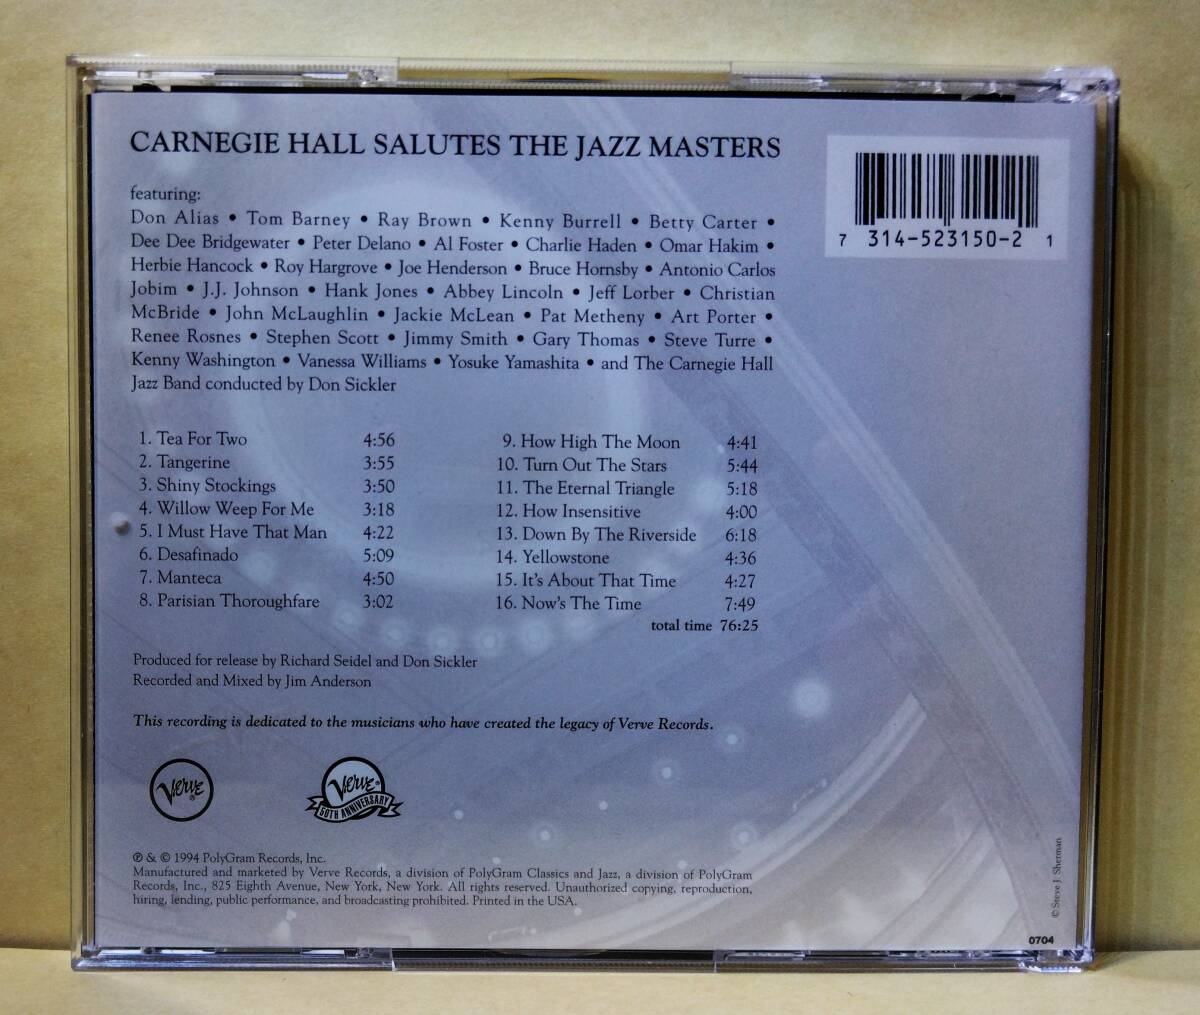 CARNEGIE HALL SALUTES THE JAZZ MASTERS
featuring:
Don Alias • Tom Barney • Ray Brown • Kenny Burrell • Betty Carter •
Dee Dee Bridgewater • Peter Delano • Al Foster • Charlie Haden • Omar Hakim •
Herbie Hancock • Roy Hargrove • Joe Henderson • Bruce Hornsby • Antonio Carlos
Jobim • J.J. Johnson • Hank Jones • Abbey Lincoln • Jeff Lorber • Christian
McBride • John McLaughlin • Jackie McLean • Pat Metheny • Art Porter •
Renee Rosnes • Stephen Scott • Jimmy Smith • Gary Thomas • Steve Turre •
Kenny Washington • Vanessa Williams • Yosuke Yamashita • and The Carnegie Hall
Jazz Band conducted by Don Sickler
7 314-523150-2 1
1. Tea For Two 4:56
2. Tangerine 3:55
3. Shiny Stockings 3:50
4. Willow Weep For Me 3:18
5. I Must Have That Man 4:22
6. Desafinado 5:09
7. Manteca 4:50
8. Parisian Thoroughfare 3:02
9. How High The Moon 4:41
10. Turn Out The Stars 5:44
11. The Eternal Triangle 5:18
12. How Insensitive 4:00
13. Down By The Riverside 6:18
14. Yellowstone 4:36
15. It's About That Time 4:27
16. Now's The Time 7:49
total time 76:25
Produced for release by Richard Seidel and Don Sickler
Recorded and Mixed by Jim Anderson
This recording is dedicated to the musicians who have created the legacy of Verve Records.
Verve®
Verve®
50TH ANNIVERSARY
℗ & © 1994 PolyGram Records, Inc.
Manufactured and marketed by Verve Records, a division of PolyGram Classics and Jazz, a division of PolyGram
Records, Inc., 825 Eighth Avenue, New York, New York. All rights reserved. Unauthorized copying, reproduction,
hiring, lending, public performance, and broadcasting prohibited. Printed in the USA.
© Steve J. Sherman
0704